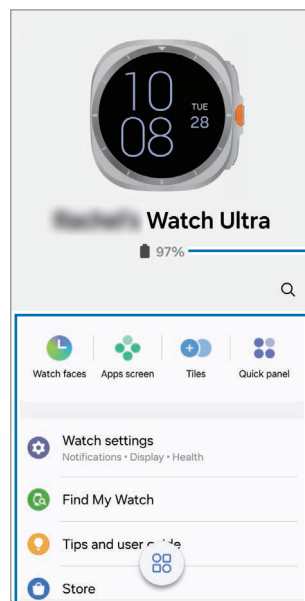 10
08
TUE
28
Watch Ultra
97%
Watch faces Apps screen Tiles Quick panel
Watch settings
Notifications • Display • Health
Find My Watch
Tips and user
Store